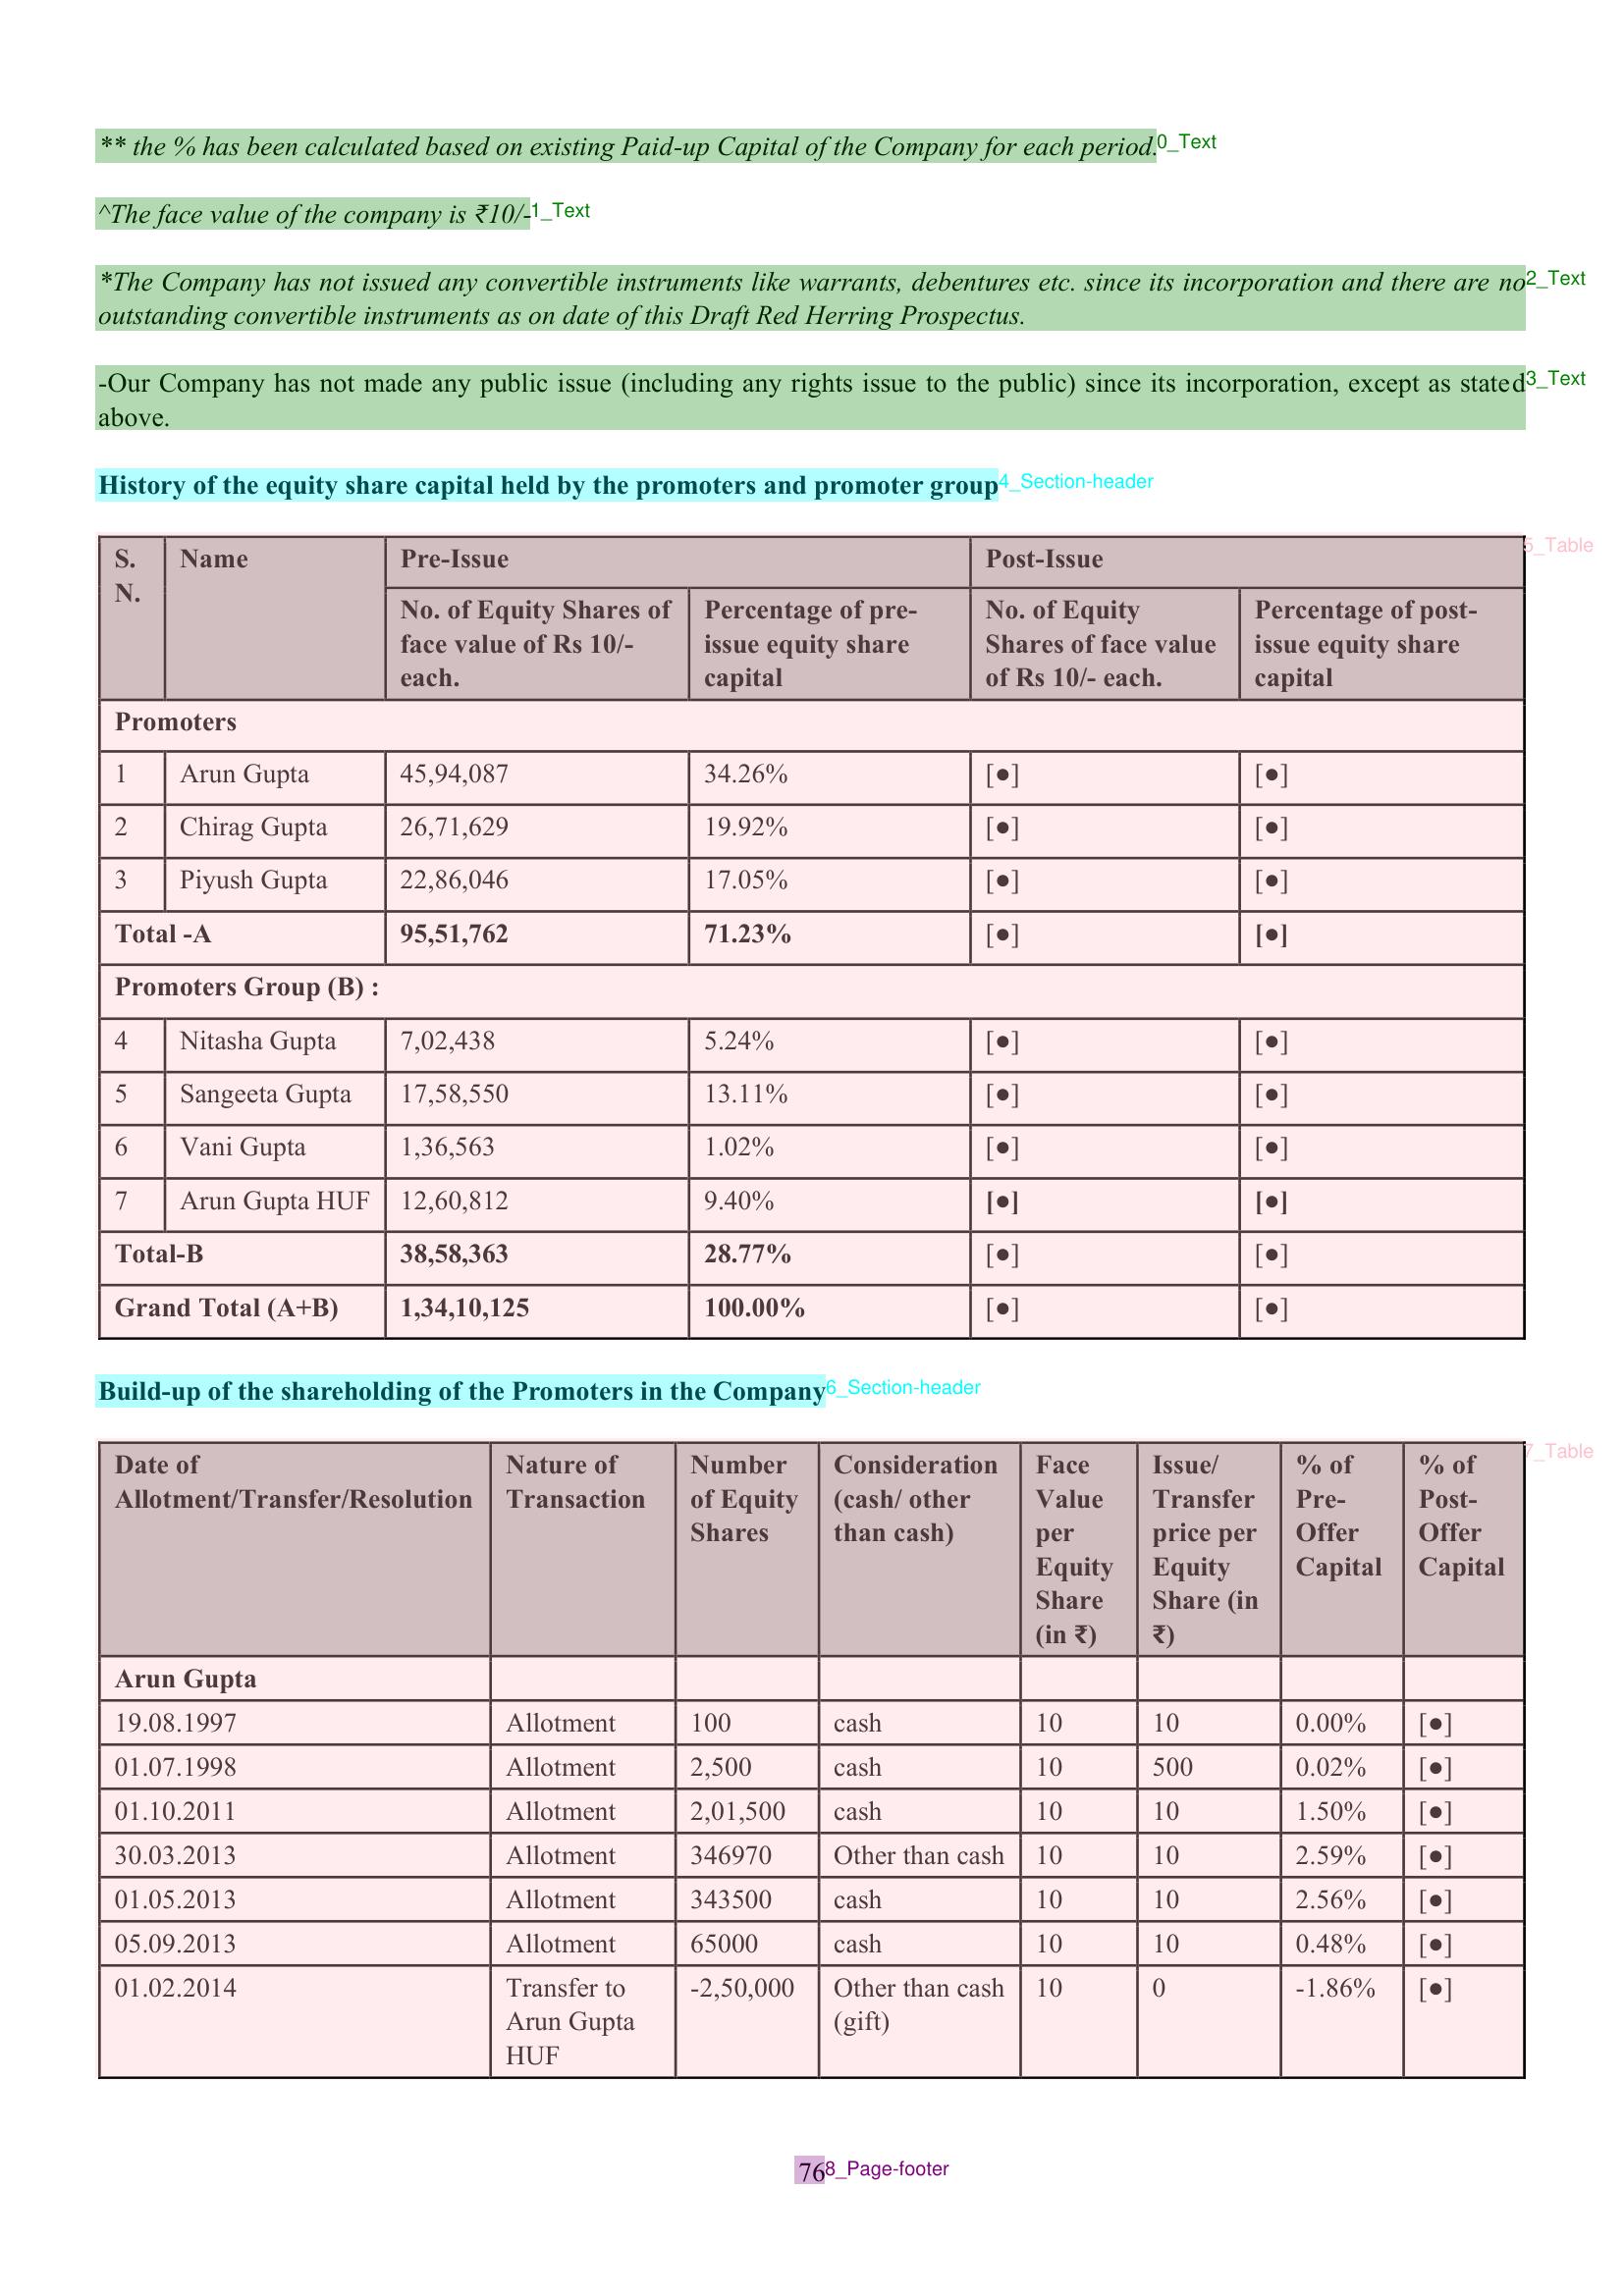 ** the % has been calculated based on existing Paid-up Capital of the Company for each period.0_Text
^The face value of the company is ₹10/-1_Text
*The Company has not issued any convertible instruments like warrants, debentures etc. since its incorporation and there are no2_Text
outstanding convertible instruments as on date of this Draft Red Herring Prospectus.
-Our Company has not made any public issue (including any rights issue to the public) since its incorporation, except as stated3_Text
above.
History of the equity share capital held by the promoters and promoter group4_Section-header
5_Table
S. N. Name Pre-Issue Post-Issue
No. of Equity Shares of face value of Rs 10/- each. Percentage of pre-issue equity share capital No. of Equity Shares of face value of Rs 10/- each. Percentage of post-issue equity share capital
Promoters
1 Arun Gupta 45,94,087 34.26% [●] [●]
2 Chirag Gupta 26,71,629 19.92% [●] [●]
3 Piyush Gupta 22,86,046 17.05% [●] [●]
Total -A 95,51,762 71.23% [●] [●]
Promoters Group (B) :
4 Nitasha Gupta 7,02,438 5.24% [●] [●]
5 Sangeeta Gupta 17,58,550 13.11% [●] [●]
6 Vani Gupta 1,36,563 1.02% [●] [●]
7 Arun Gupta HUF 12,60,812 9.40% [●] [●]
Total-B 38,58,363 28.77% [●] [●]
Grand Total (A+B) 1,34,10,125 100.00% [●] [●]
Build-up of the shareholding of the Promoters in the Company6_Section-header
7_Table
Date of Allotment/Transfer/Resolution Nature of Transaction Number of Equity Shares Consideration (cash/ other than cash) Face Value per Equity Share (in ₹) Issue/ Transfer price per Equity Share (in ₹) % of Pre-Offer Capital % of Post-Offer Capital
Arun Gupta
19.08.1997 Allotment 100 cash 10 10 0.00% [●]
01.07.1998 Allotment 2,500 cash 10 500 0.02% [●]
01.10.2011 Allotment 2,01,500 cash 10 10 1.50% [●]
30.03.2013 Allotment 346970 Other than cash 10 10 2.59% [●]
01.05.2013 Allotment 343500 cash 10 10 2.56% [●]
05.09.2013 Allotment 65000 cash 10 10 0.48% [●]
01.02.2014 Transfer to Arun Gupta HUF -2,50,000 Other than cash (gift) 10 0 -1.86% [●]
768_Page-footer